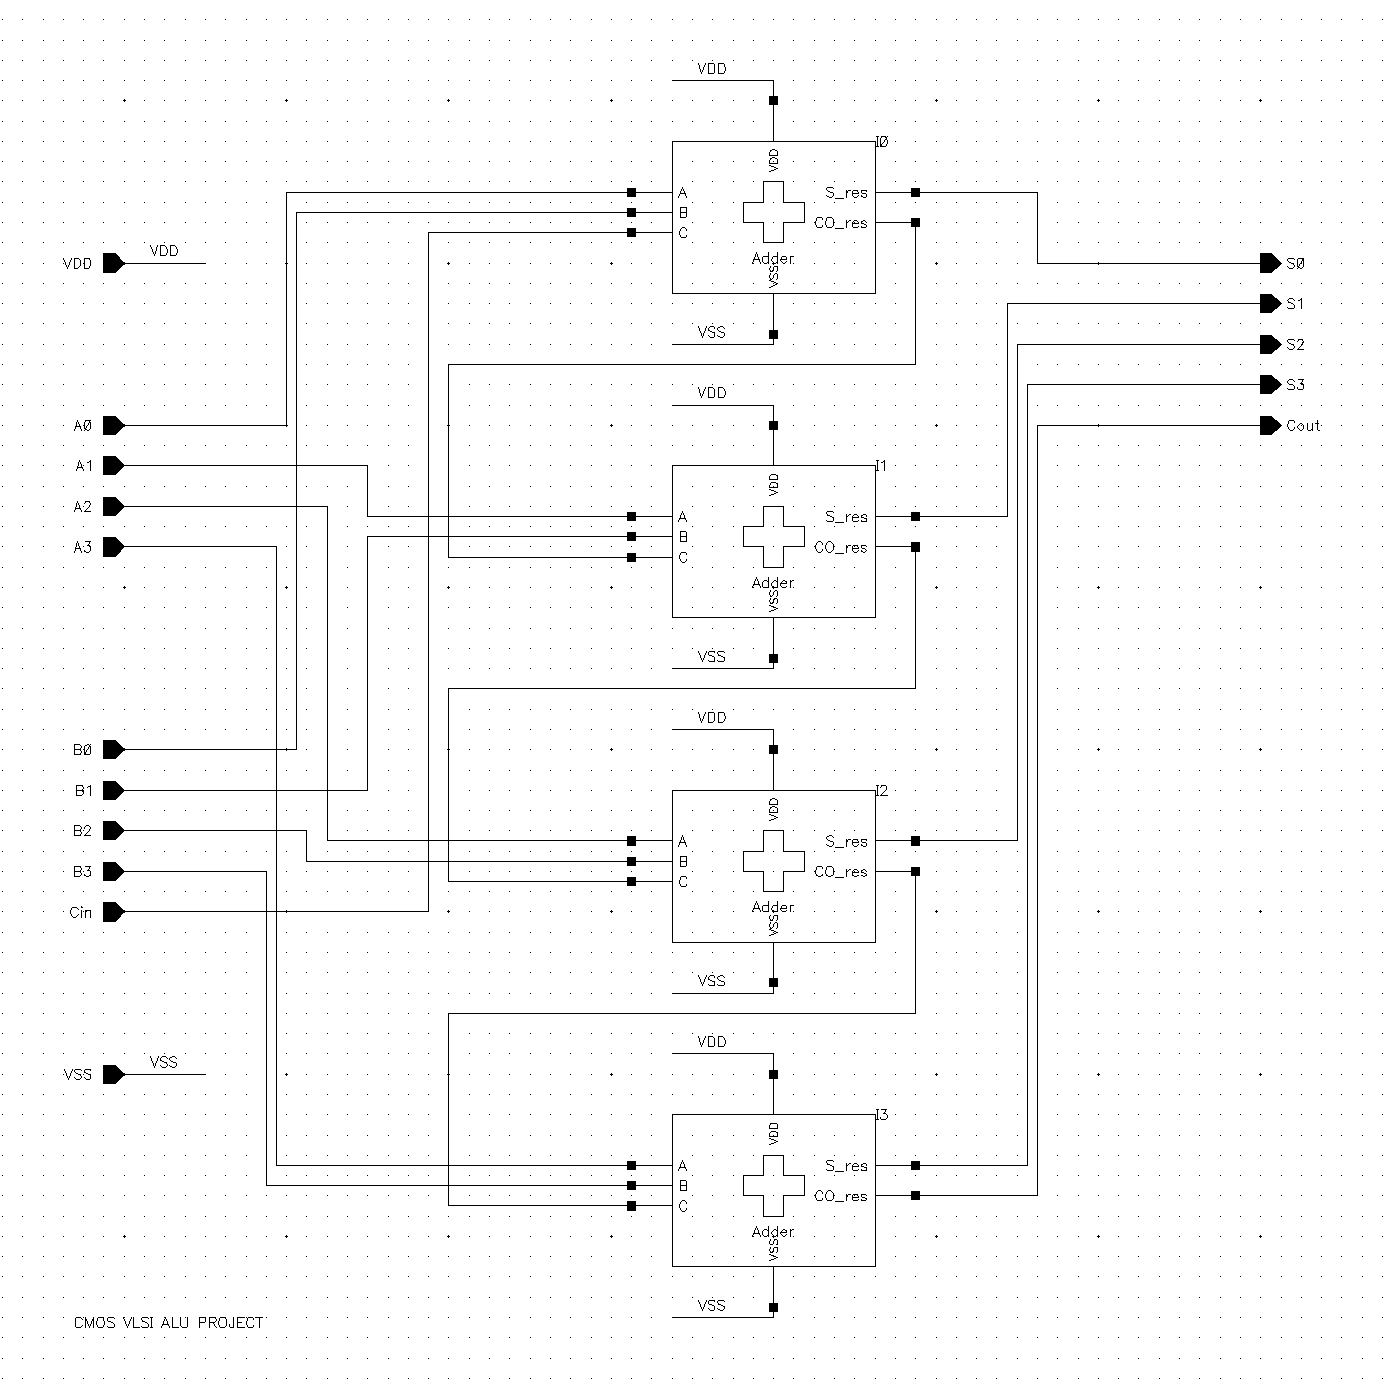 VDD
I0
VDD
A
B
C
S_res
CO_res
Adder
VSS
VSS
VDD
VDD
S0
S1
S2
S3
Cout
A0
A1
A2
A3
VDD
I1
VDD
A
B
C
S_res
CO_res
Adder
VSS
VSS
B0
B1
B2
B3
Cin
VDD
I2
VDD
A
B
C
S_res
CO_res
Adder
VSS
VSS
VSS
VSS
VDD
I3
VDD
A
B
C
S_res
CO_res
Adder
VSS
VSS
CMOS VLSI ALU PROJECT